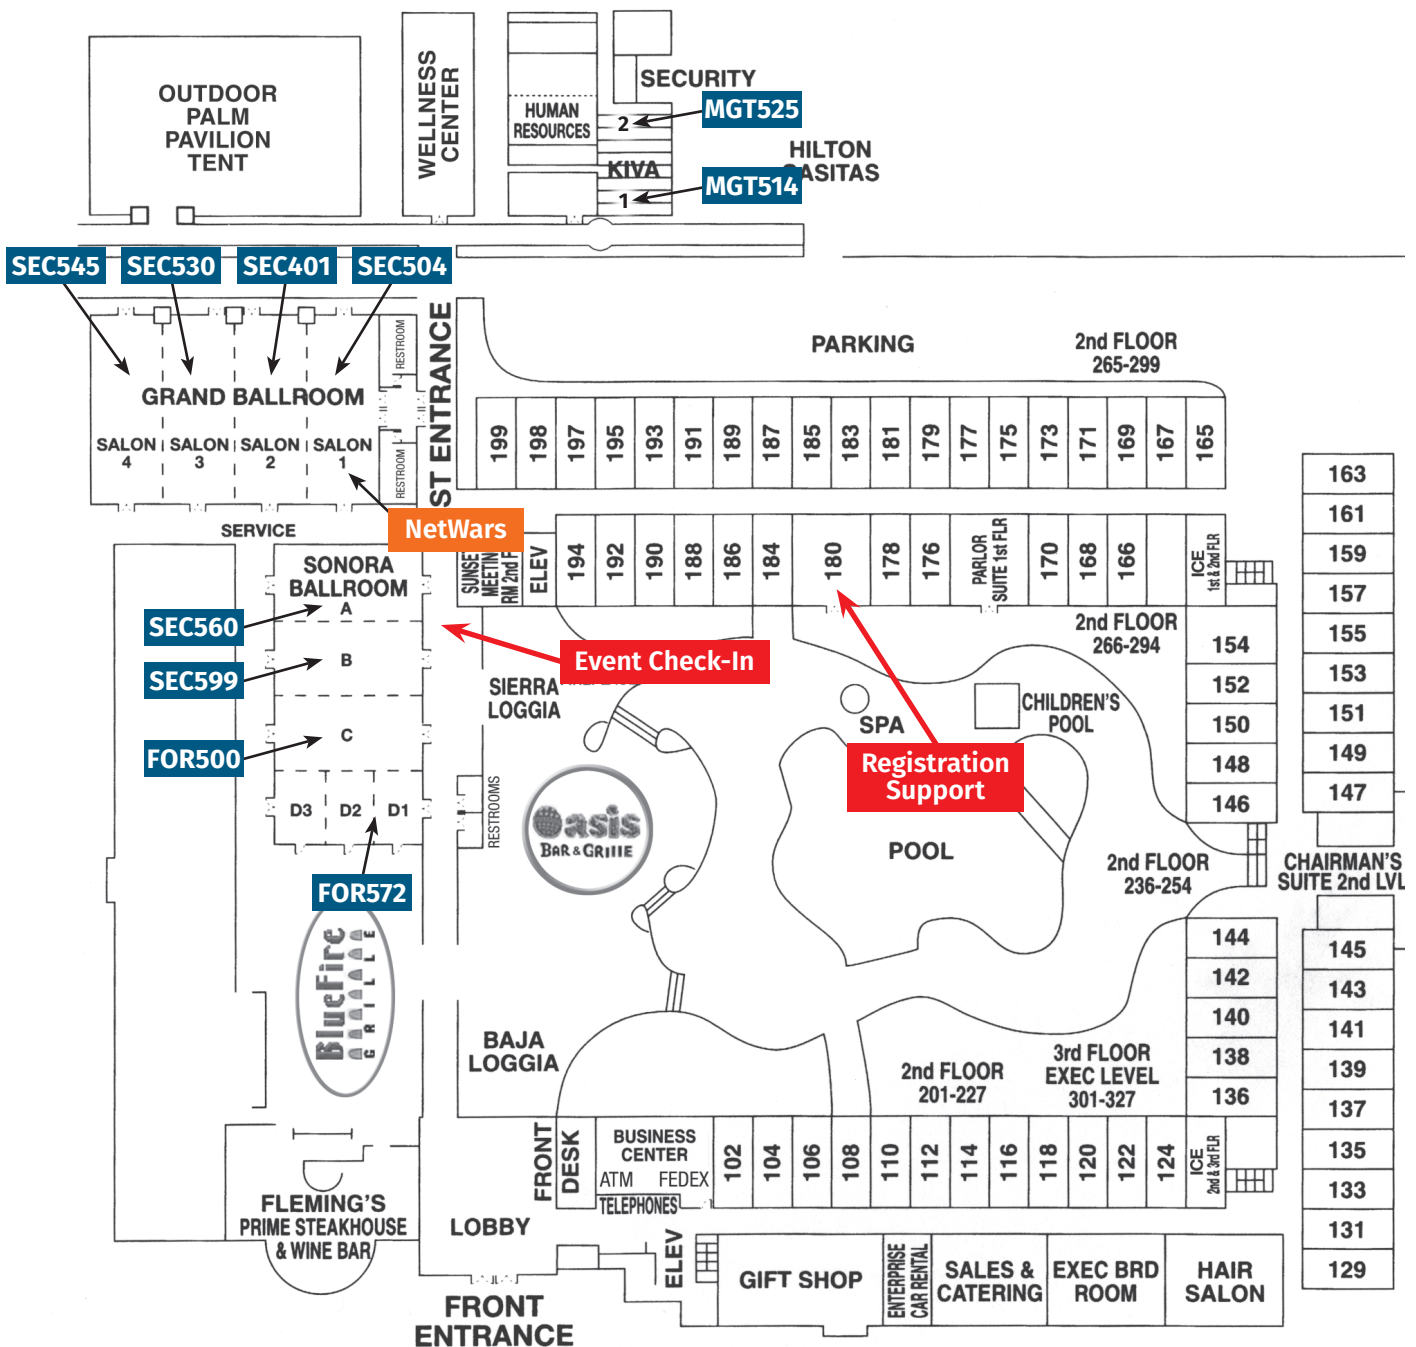 OUTDOOR
PALM
PAVILION
TENT
WELLNESS
CENTER
HUMAN
RESOURCES
SECURITY
2
MGT525
KIVA
1
MGT514
HILTON
CASITAS
SEC545
SEC530
SEC401
SEC504
GRAND BALLROOM
SALON
4
SALON
3
SALON
2
SALON
1
RESTROOM
RESTROOM
ST ENTRANCE
NetWars
SERVICE
PARKING
2nd FLOOR
265-299
199
198
197
195
193
191
189
187
185
183
181
179
177
175
173
171
169
167
165
SUNSET
MEETING
RM 2nd F
ELEV
194
192
190
188
186
184
180
178
176
PARLOR
SUITE 1st FLR
170
168
166
ICE
1st & 2nd FLR
163
161
159
157
155
153
151
149
147
SONORA
BALLROOM
A
B
C
D3
D2
D1
SEC560
SEC599
FOR500
FOR572
Event Check-In
SIERRA
LOGGIA
RESTROOMS
Oasis
BAR & GRILLE
SPA
CHILDREN'S
POOL
Registration
Support
POOL
2nd FLOOR
266-294
154
152
150
148
146
2nd FLOOR
236-254
CHAIRMAN'S
SUITE 2nd LVL
144
142
140
138
136
145
143
141
139
137
135
133
131
129
BlueFire
GRILLE
BAJA
LOGGIA
2nd FLOOR
201-227
3rd FLOOR
EXEC LEVEL
301-327
FRONT
DESK
BUSINESS
CENTER
ATM FEDEX
TELEPHONES
102
104
106
108
110
112
114
116
118
120
122
124
ICE
2nd & 3rd FLR
FLEMING'S
PRIME STEAKHOUSE
& WINE BAR
LOBBY
ELEV
GIFT SHOP
ENTERPRISE
CAR RENTAL
SALES &
CATERING
EXEC BRD
ROOM
HAIR
SALON
FRONT
ENTRANCE